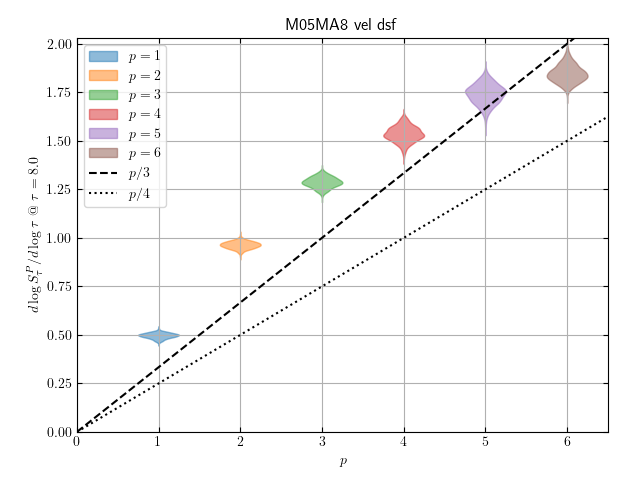 M05MA8 vel dsf
d log S_τ^P / d log τ @ τ = 8.0
2.00
1.75
1.50
1.25
1.00
0.75
0.50
0.25
0.00
p = 1
p = 2
p = 3
p = 4
p = 5
p = 6
p/3
p/4
0 1 2 3 4 5 6
p